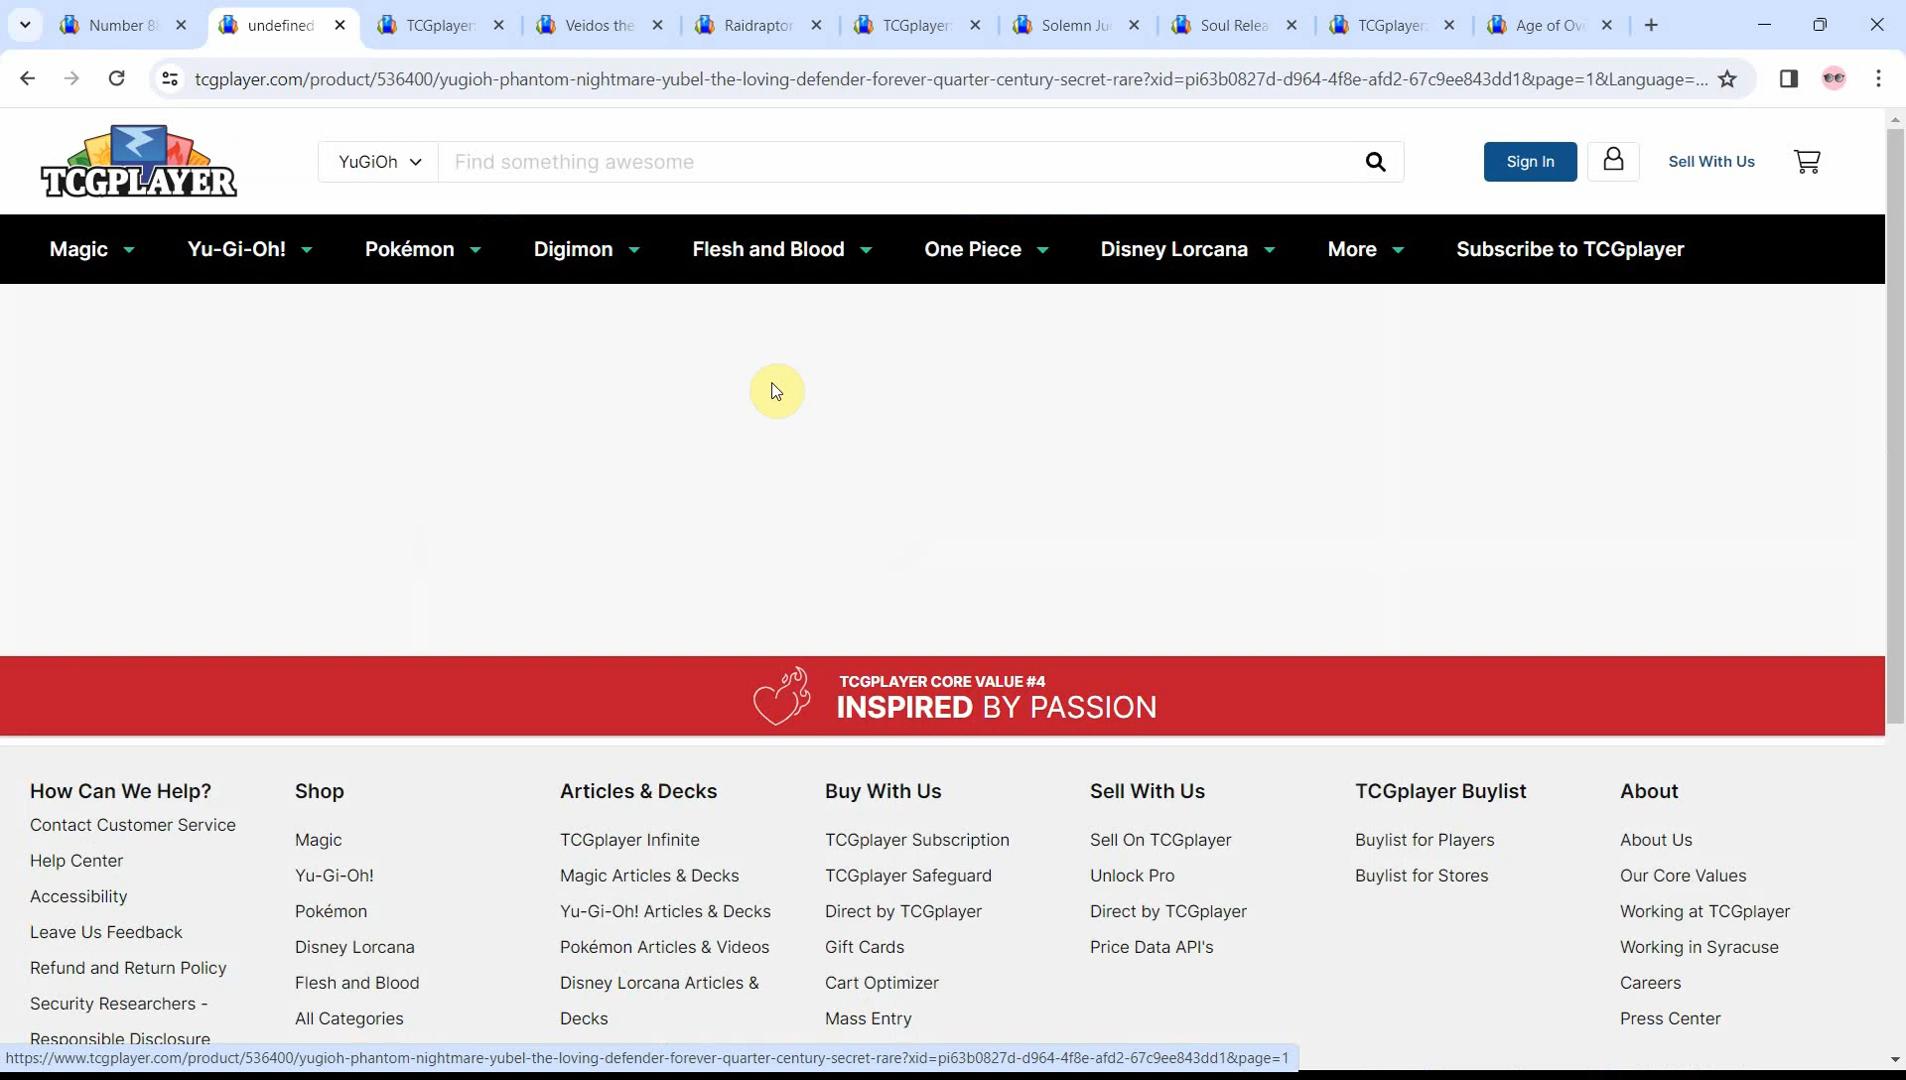 Number 8
undefined
TCGplayer
Veidos the
Raidraptor
TCGplayer
Solemn Ju
Soul Relea
TCGplayer
Age of Ov
tcgplayer.com/product/536400/yugioh-phantom-nightmare-yubel-the-loving-defender-forever-quarter-century-secret-rare?xid=pi63b0827d-d964-4f8e-afd2-67c9ee843dd1&page=1&Language=...
TCGPLAYER
YuGiOh
Find something awesome
Sign In
Sell With Us
Magic
Yu-Gi-Oh!
Pokémon
Digimon
Flesh and Blood
One Piece
Disney Lorcana
More
Subscribe to TCGplayer
TCGPLAYER CORE VALUE #4
INSPIRED BY PASSION
How Can We Help?
Contact Customer Service
Help Center
Accessibility
Leave Us Feedback
Refund and Return Policy
Security Researchers -
Responsible Disclosure
Shop
Magic
Yu-Gi-Oh!
Pokémon
Disney Lorcana
Flesh and Blood
All Categories
Articles & Decks
TCGplayer Infinite
Magic Articles & Decks
Yu-Gi-Oh! Articles & Decks
Pokémon Articles & Videos
Disney Lorcana Articles &
Decks
Buy With Us
TCGplayer Subscription
TCGplayer Safeguard
Direct by TCGplayer
Gift Cards
Cart Optimizer
Mass Entry
Sell With Us
Sell On TCGplayer
Unlock Pro
Direct by TCGplayer
Price Data API's
TCGplayer Buylist
Buylist for Players
Buylist for Stores
About
About Us
Our Core Values
Working at TCGplayer
Working in Syracuse
Careers
Press Center
https://www.tcgplayer.com/product/536400/yugioh-phantom-nightmare-yubel-the-loving-defender-forever-quarter-century-secret-rare?xid=pi63b0827d-d964-4f8e-afd2-67c9ee843dd1&page=1